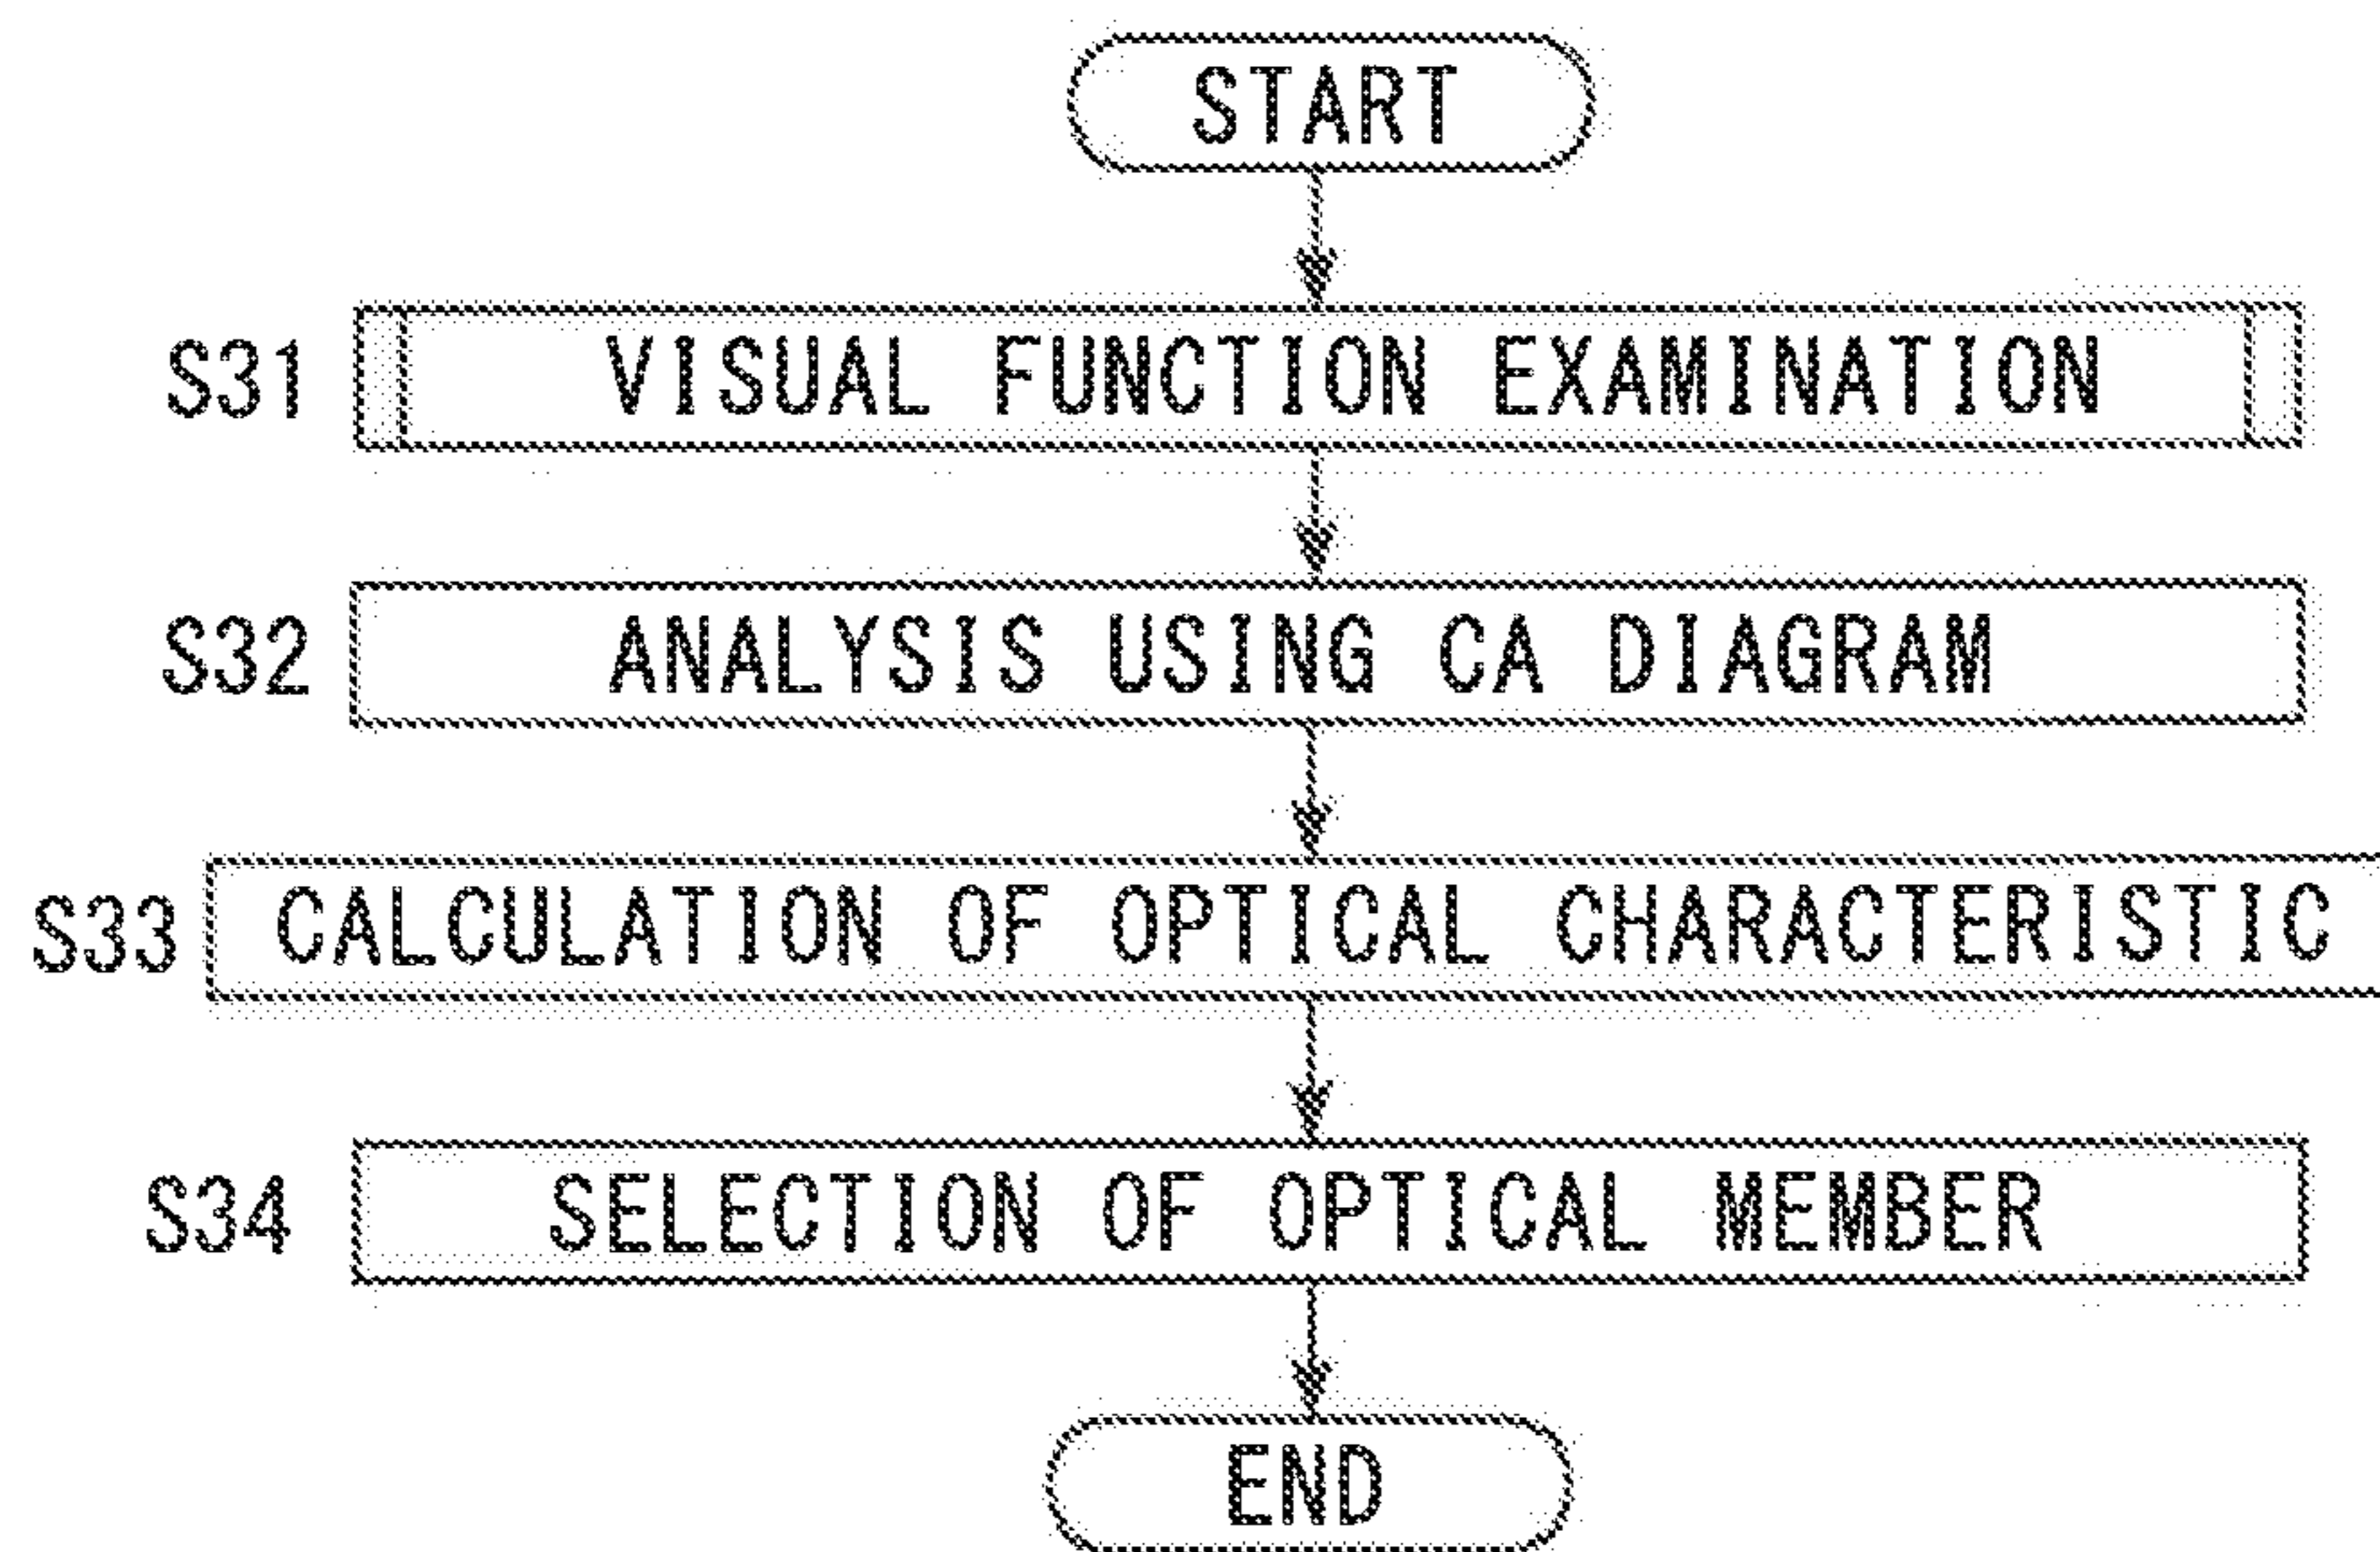 START
S31 VISUAL FUNCTION EXAMINATION
S32 ANALYSIS USING CA DIAGRAM
S33 CALCULATION OF OPTICAL CHARACTERISTIC
S34 SELECTION OF OPTICAL MEMBER
END